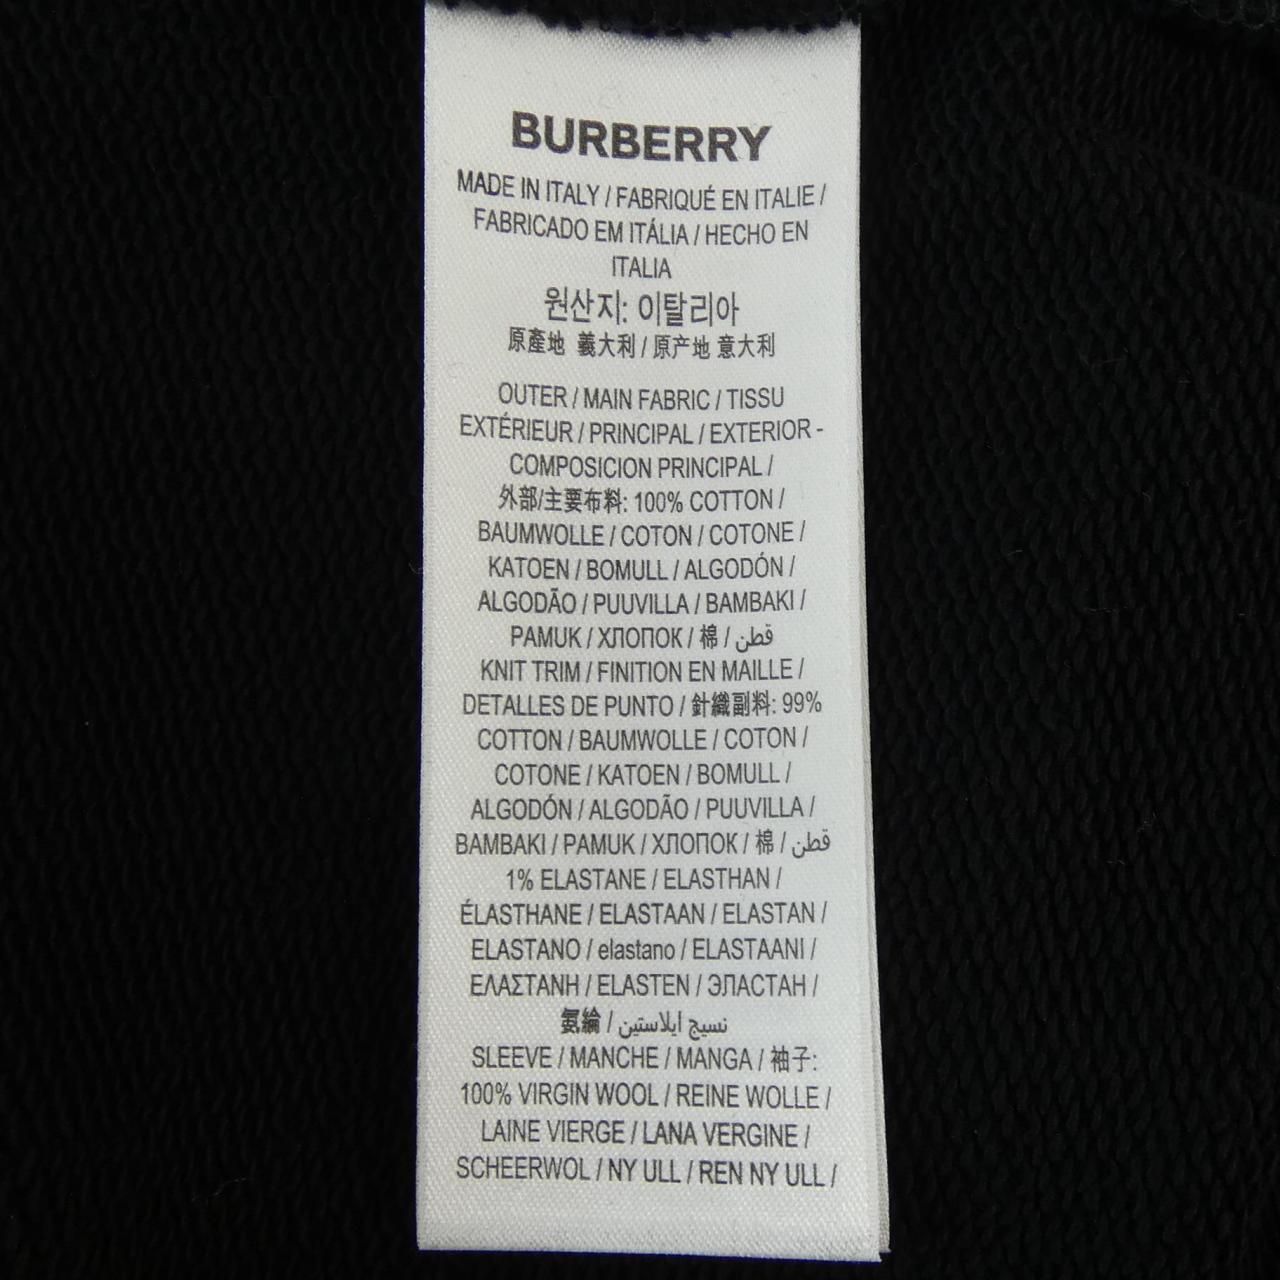 BURBERRY
MADE IN ITALY / FABRIQUÉ EN ITALIE /
FABRICADO EM ITÁLIA / HECHO EN
ITALIA
원산지: 이탈리아
原產地 義大利 / 原产地 意大利
OUTER / MAIN FABRIC / TISSU
EXTÉRIEUR / PRINCIPAL / EXTERIOR -
COMPOSICION PRINCIPAL /
外部/主要布料: 100% COTTON /
BAUMWOLLE / COTON / COTONE /
KATOEN / BOMULL / ALGODÓN /
ALGODÃO / PUUVILLA / BAMBAKI /
PAMUK / ХЛОПОК / 棉 / قطن
KNIT TRIM / FINITION EN MAILLE /
DETALLES DE PUNTO / 針織副料: 99%
COTTON / BAUMWOLLE / COTON /
COTONE / KATOEN / BOMULL /
ALGODÓN / ALGODÃO / PUUVILLA /
BAMBAKI / PAMUK / ХЛОПОК / 棉 / قطن
1% ELASTANE / ELASTHAN /
ÉLASTHANE / ELASTAAN / ELASTAN /
ELASTANO / elastano / ELASTAANI /
ΕΛΑΣΤΑΝΗ / ELASTEN / ЭЛАСТАН /
氨綸 / نسيج ايلاستين
SLEEVE / MANCHE / MANGA / 袖子:
100% VIRGIN WOOL / REINE WOLLE /
LAINE VIERGE / LANA VERGINE /
SCHEERWOL / NY ULL / REN NY ULL /